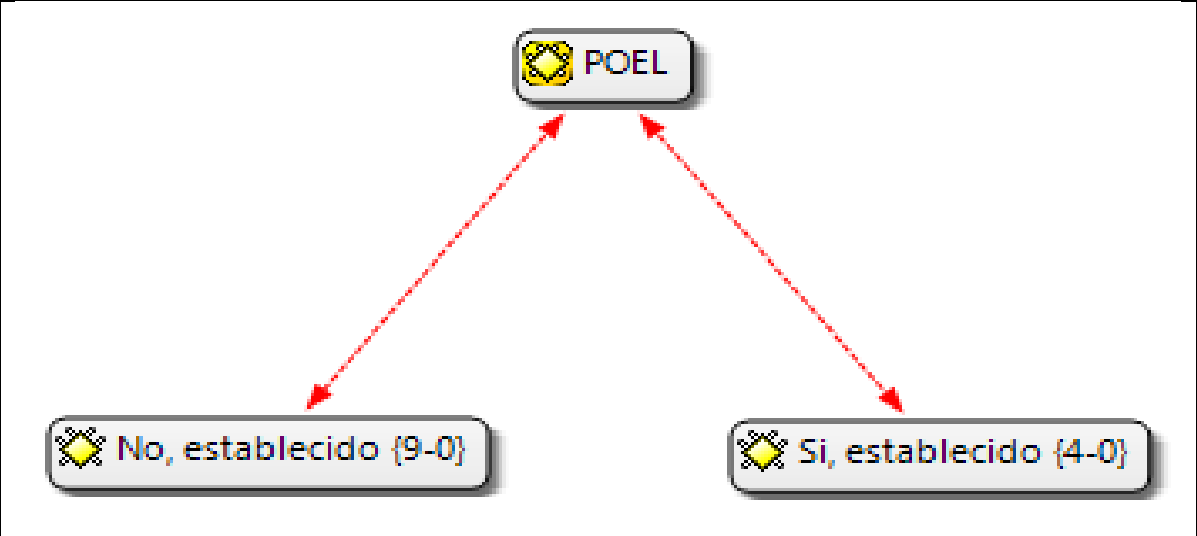 POEL
No, establecido {9-0}
Si, establecido {4-0}